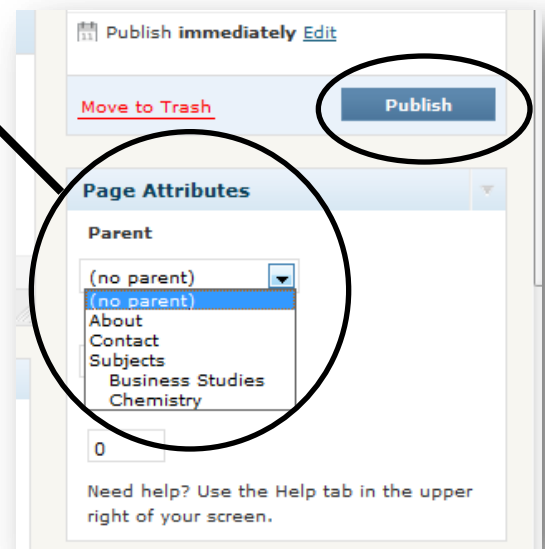 11 Publish immediately Edit
Move to Trash
Publish
Page Attributes
Parent
(no parent)
(no parent)
About
Contact
Subjects
Business Studies
Chemistry
0
Need help? Use the Help tab in the upper
right of your screen.